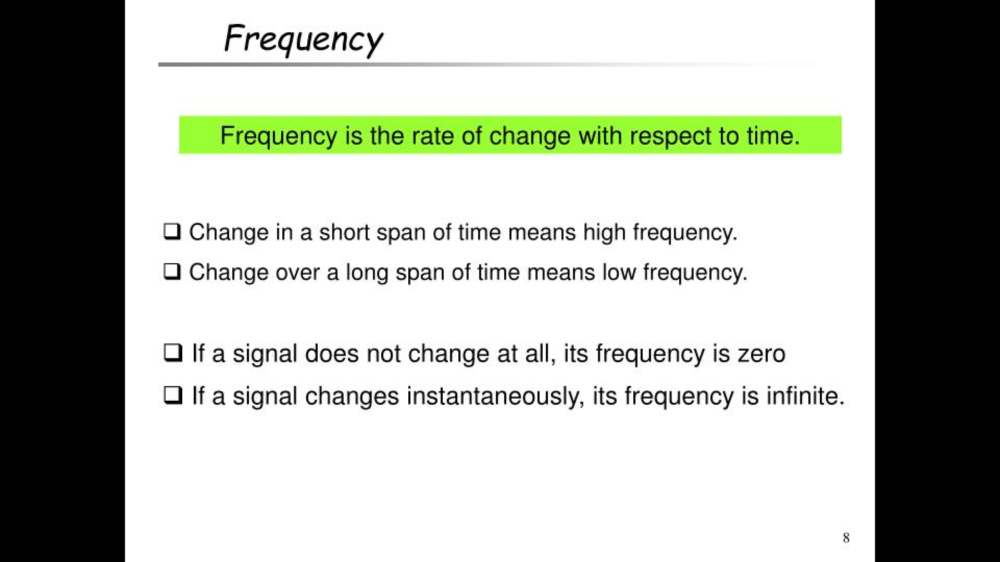 Frequency
Frequency is the rate of change with respect to time.
❑ Change in a short span of time means high frequency.
❑ Change over a long span of time means low frequency.
❑ If a signal does not change at all, its frequency is zero
❑ If a signal changes instantaneously, its frequency is infinite.
8